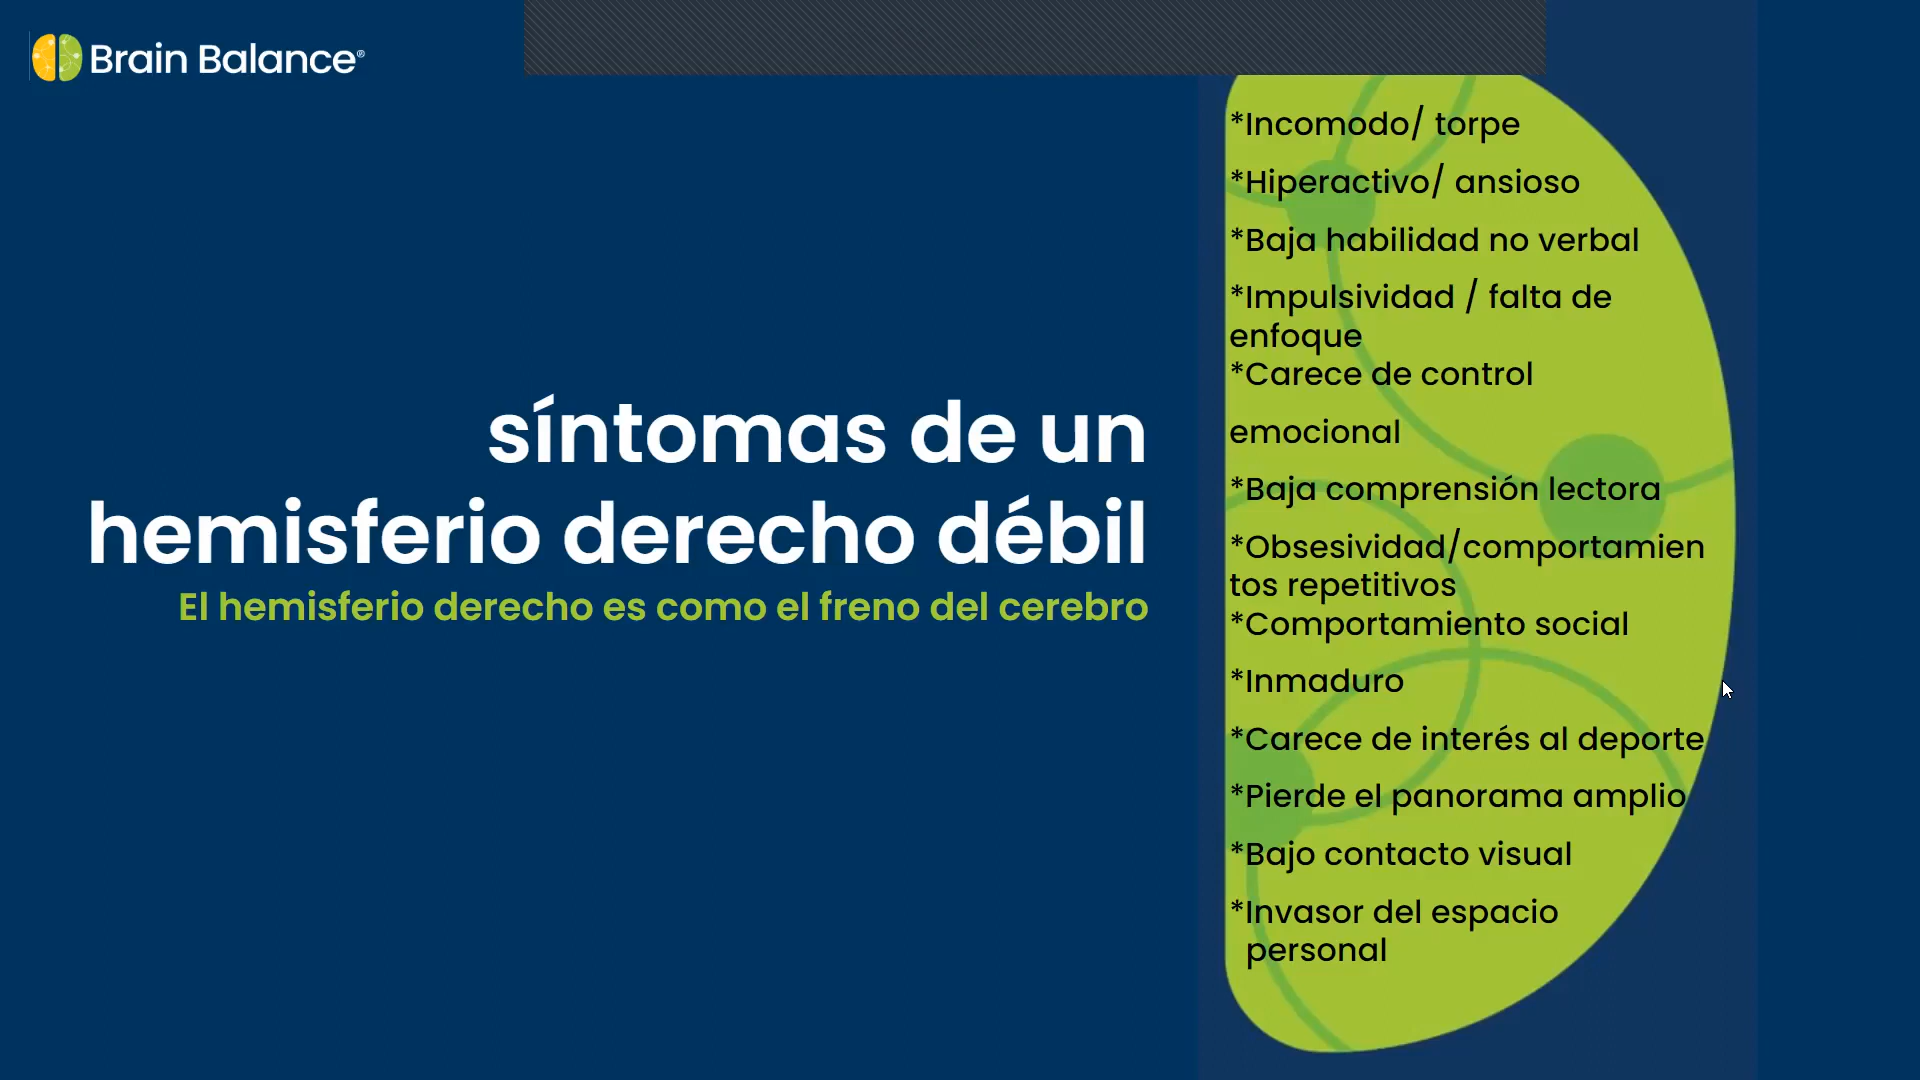 Brain Balance®
síntomas de un
hemisferio derecho débil
El hemisferio derecho es como el freno del cerebro
*Incomodo/ torpe
*Hiperactivo/ ansioso
*Baja habilidad no verbal
*Impulsividad / falta de
enfoque
*Carece de control
emocional
*Baja comprensión lectora
*Obsesividad/comportamien
tos repetitivos
*Comportamiento social
*Inmaduro
*Carece de interés al deporte
*Pierde el panorama amplio
*Bajo contacto visual
*Invasor del espacio
personal